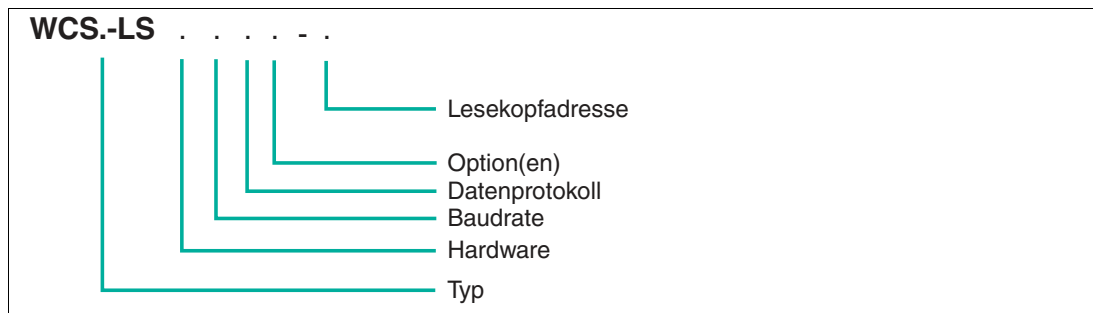 WCS.-LS . . . . - .
Lesekopfadresse
Option(en)
Datenprotokoll
Baudrate
Hardware
Typ